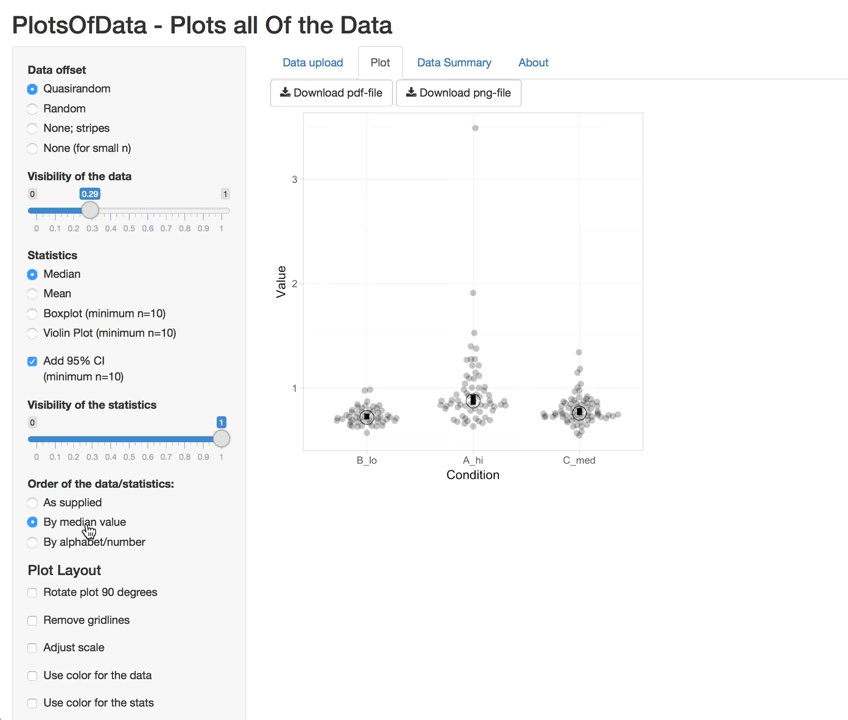 PlotsOfData - Plots all Of the Data
Data offset
Quasirandom
Random
None; stripes
None (for small n)
Visibility of the data
0 0.29 1
0 0.1 0.2 0.3 0.4 0.5 0.6 0.7 0.8 0.9 1
Statistics
Median
Mean
Boxplot (minimum n=10)
Violin Plot (minimum n=10)
Add 95% CI
(minimum n=10)
Visibility of the statistics
0 1
0 0.1 0.2 0.3 0.4 0.5 0.6 0.7 0.8 0.9 1
Order of the data/statistics:
As supplied
By median value
By alphabet/number
Plot Layout
Rotate plot 90 degrees
Remove gridlines
Adjust scale
Use color for the data
Use color for the stats
Data upload Plot Data Summary About
Download pdf-file Download png-file
3
2
1
Value
B_lo A_hi C_med
Condition